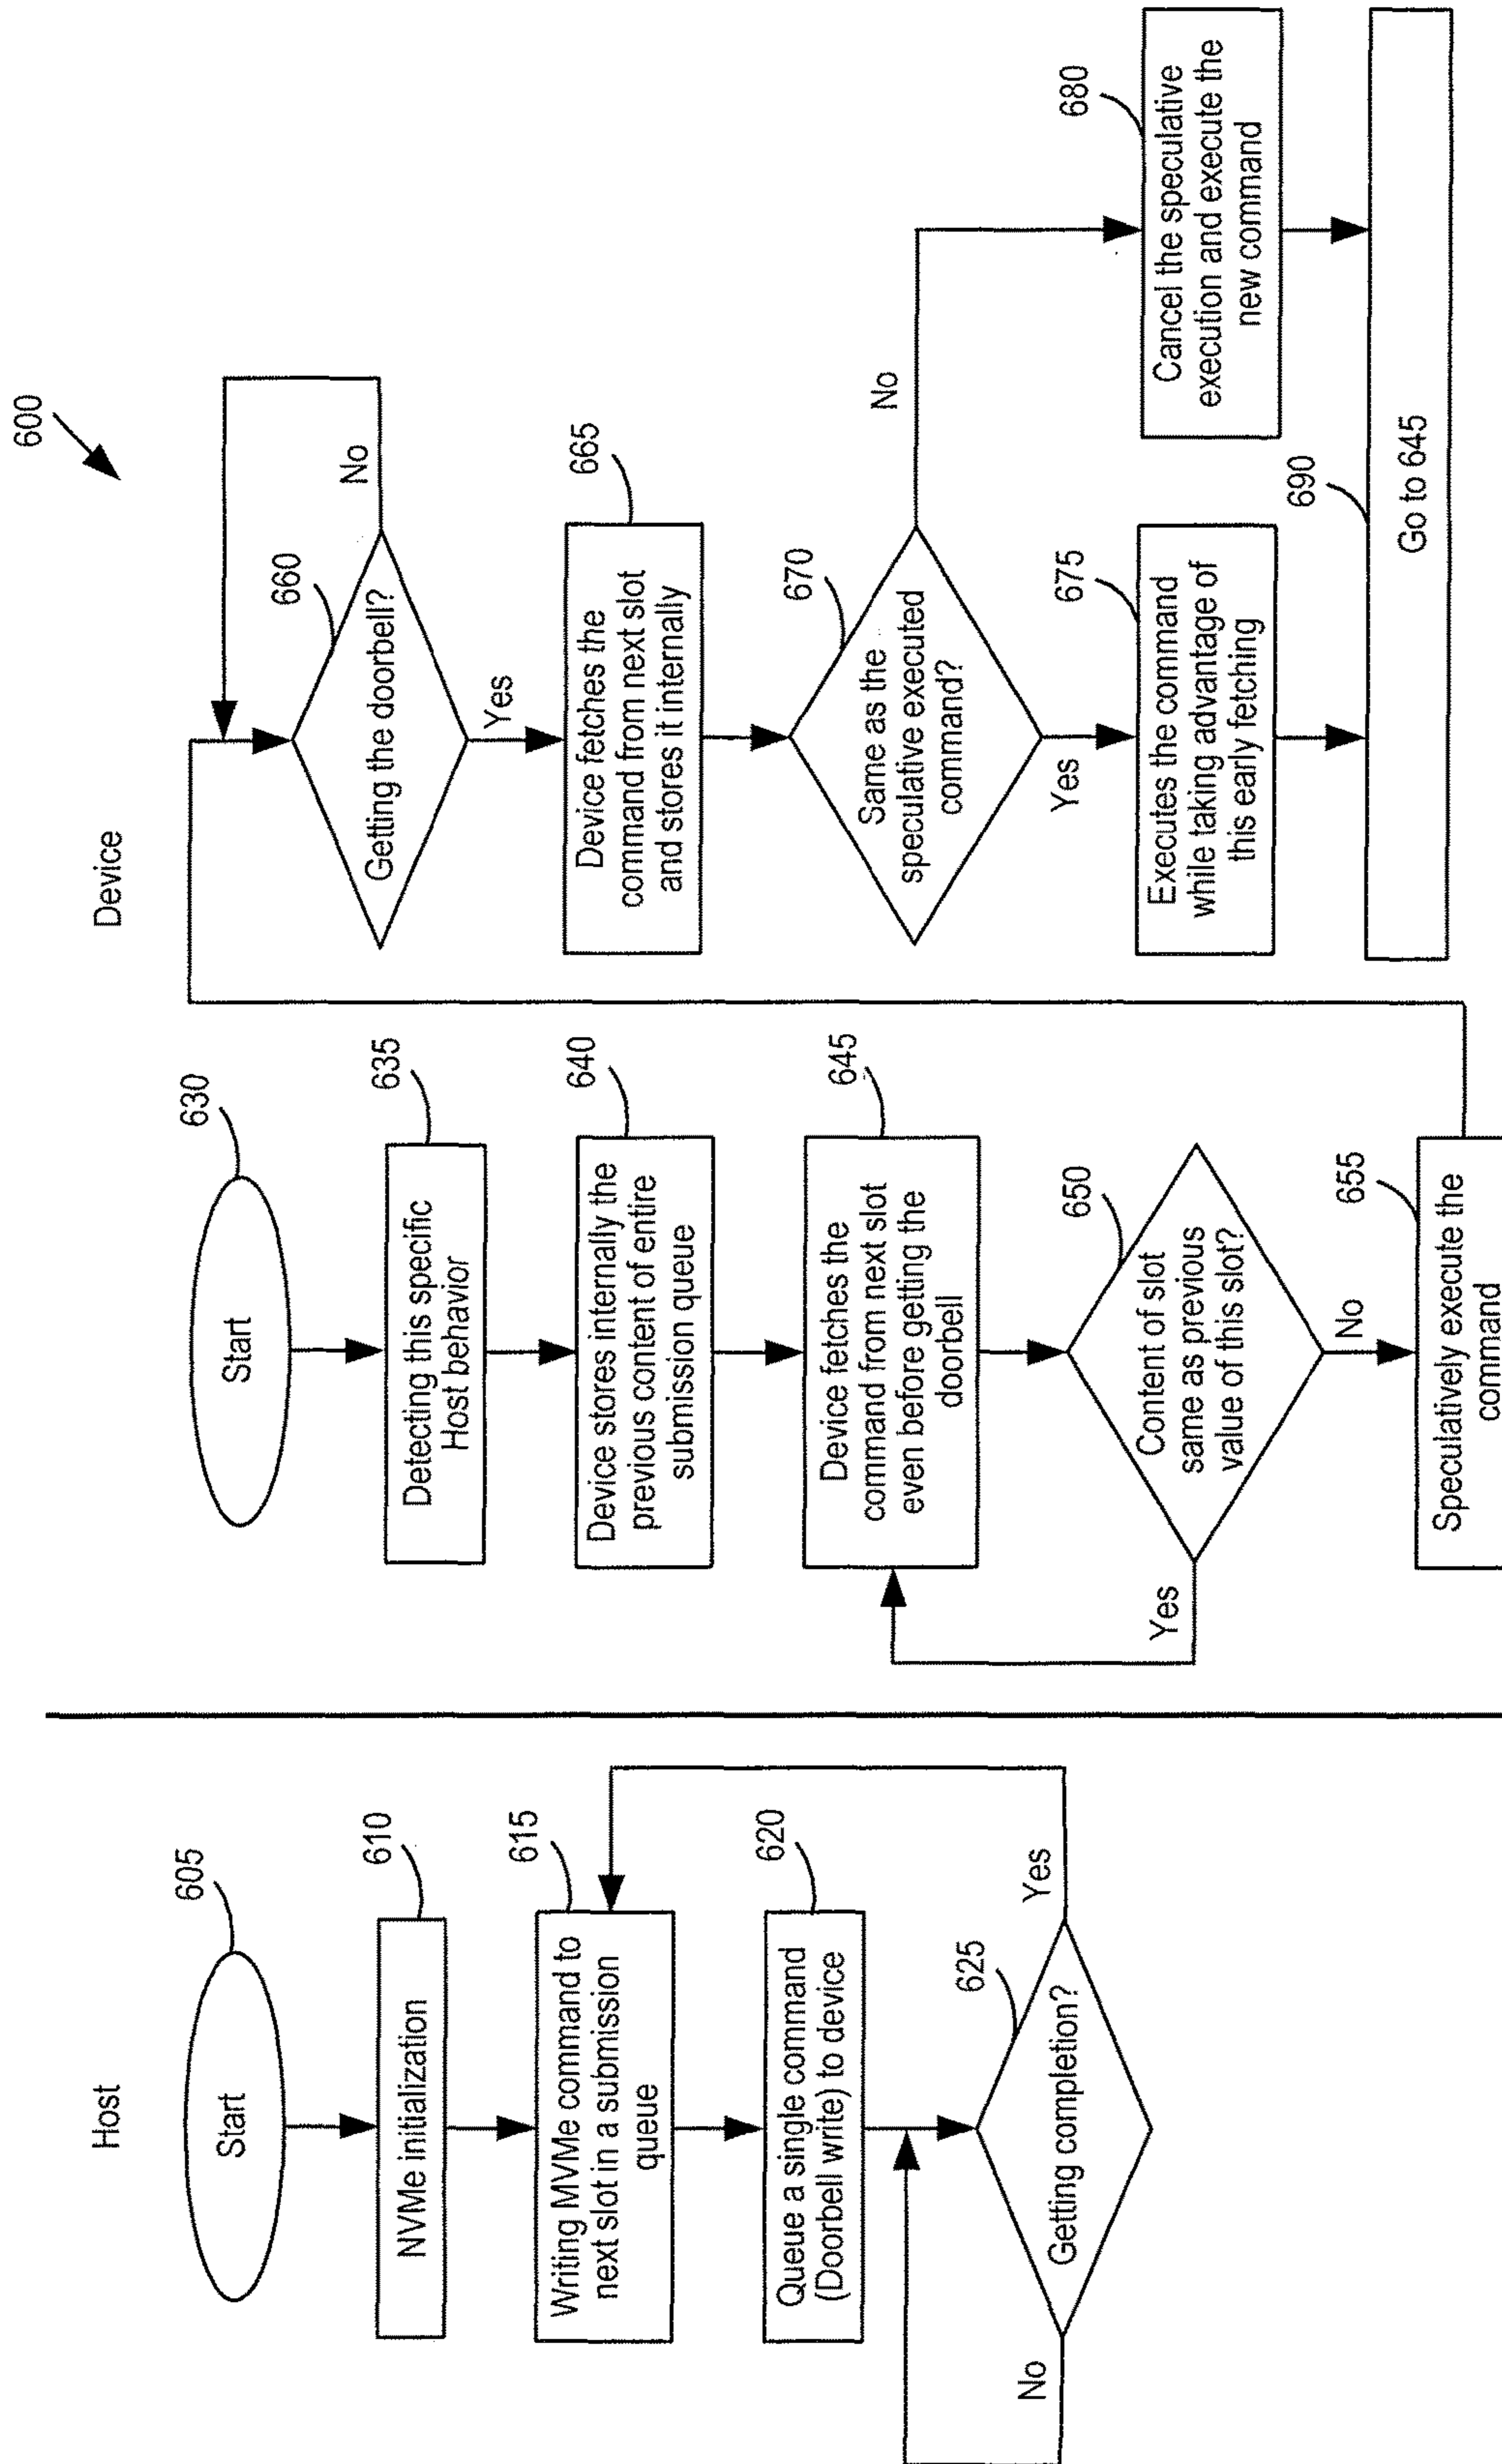 600
Host
Device
605
Start
610
NVMe initialization
615
Writing MVMe command to
next slot in a submission
queue
620
Queue a single command
(Doorbell write) to device
625
Getting completion?
No
Yes
630
Start
635
Detecting this specific
Host behavior
640
Device stores internally the
previous content of entire
submission queue
645
Device fetches the
command from next slot
even before getting the
doorbell
650
Content of slot
same as previous
value of this slot?
Yes
No
655
Speculatively execute the
command
660
Getting the doorbell?
No
Yes
665
Device fetches the
command from next slot
and stores it internally
670
Same as the
speculative executed
command?
No
Yes
675
Executes the command
while taking advantage of
this early fetching
680
Cancel the speculative
execution and execute the
new command
690
Go to 645